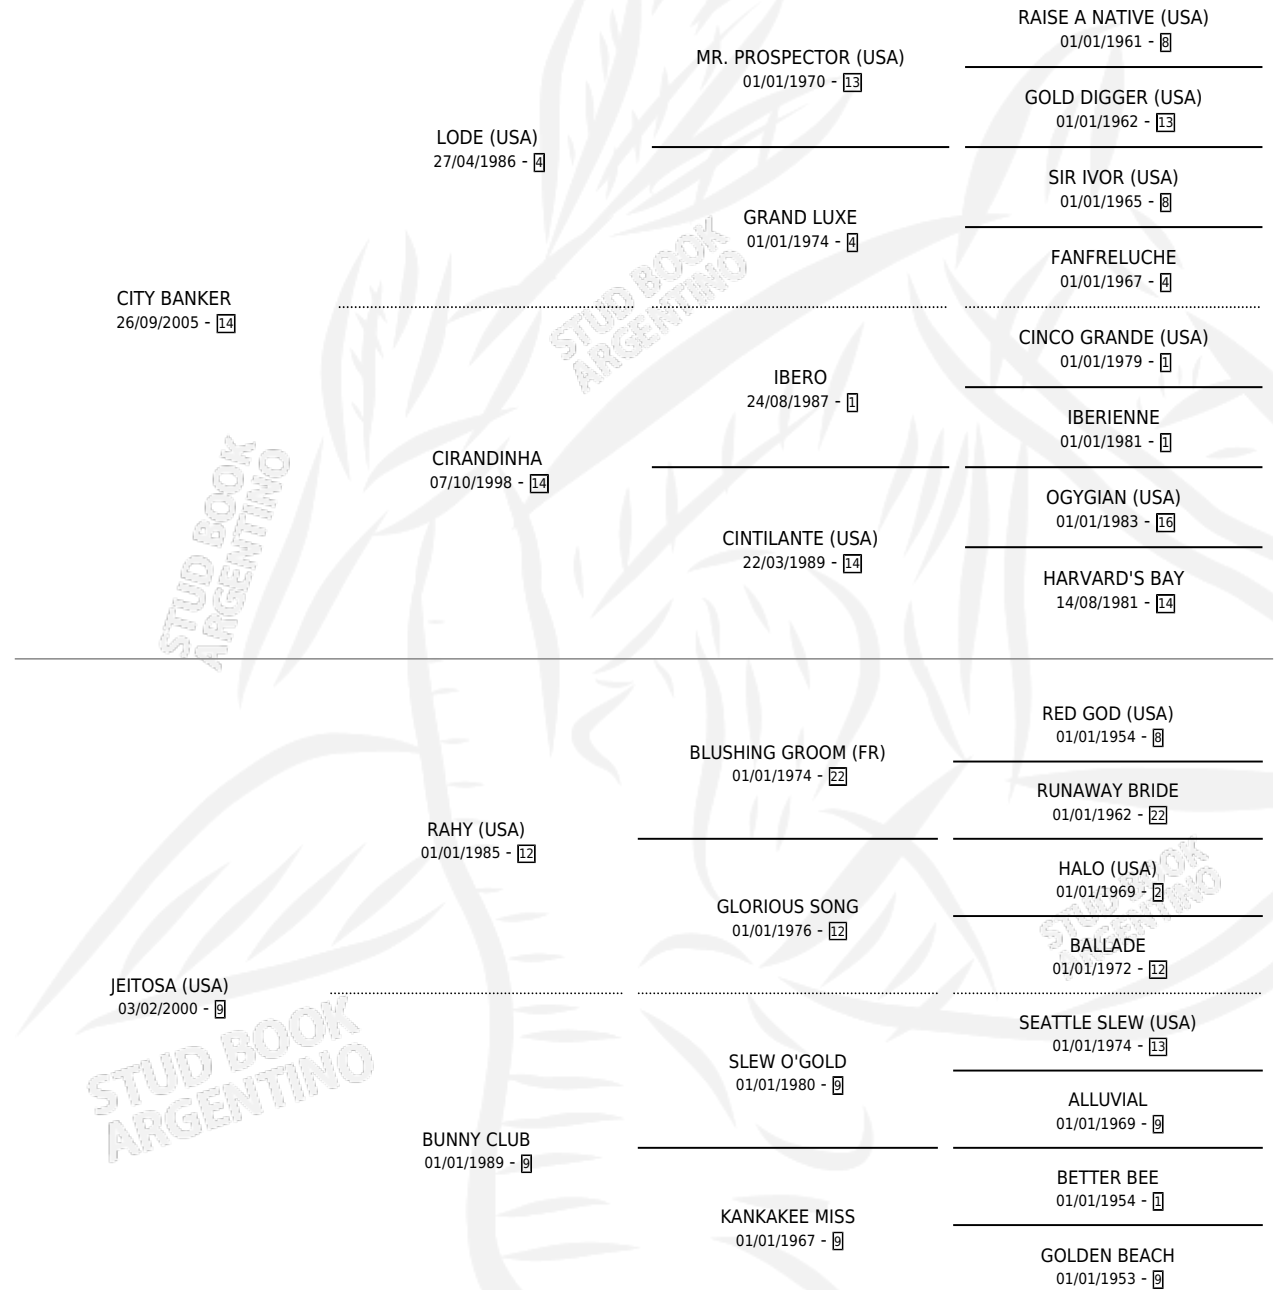 RAISE A NATIVE (USA)
01/01/1961 - 8
MR. PROSPECTOR (USA)
01/01/1970 - 13
GOLD DIGGER (USA)
01/01/1962 - 13
LODE (USA)
27/04/1986 - 4
SIR IVOR (USA)
01/01/1965 - 8
GRAND LUXE
01/01/1974 - 4
FANFRELUCHE
01/01/1967 - 4
CITY BANKER
26/09/2005 - 14
CINCO GRANDE (USA)
01/01/1979 - 1
IBERO
24/08/1987 - 1
IBERIENNE
01/01/1981 - 1
CIRANDINHA
07/10/1998 - 14
OGYGIAN (USA)
01/01/1983 - 16
CINTILANTE (USA)
22/03/1989 - 14
HARVARD'S BAY
14/08/1981 - 14
STUD BOOK
ARGENTINO
STUD BOOK
ARGENTINO
RED GOD (USA)
01/01/1954 - 8
BLUSHING GROOM (FR)
01/01/1974 - 22
RUNAWAY BRIDE
01/01/1962 - 22
RAHY (USA)
01/01/1985 - 12
HALO (USA)
01/01/1969 - 2
GLORIOUS SONG
01/01/1976 - 12
BALLADE
01/01/1972 - 12
STUD BOOK
ARGENTINO
JEITOSA (USA)
03/02/2000 - 9
SEATTLE SLEW (USA)
01/01/1974 - 13
SLEW O'GOLD
01/01/1980 - 9
ALLUVIAL
01/01/1969 - 9
BUNNY CLUB
01/01/1989 - 9
BETTER BEE
01/01/1954 - 1
KANKAKEE MISS
01/01/1967 - 9
GOLDEN BEACH
01/01/1953 - 9
STUD BOOK
ARGENTINO